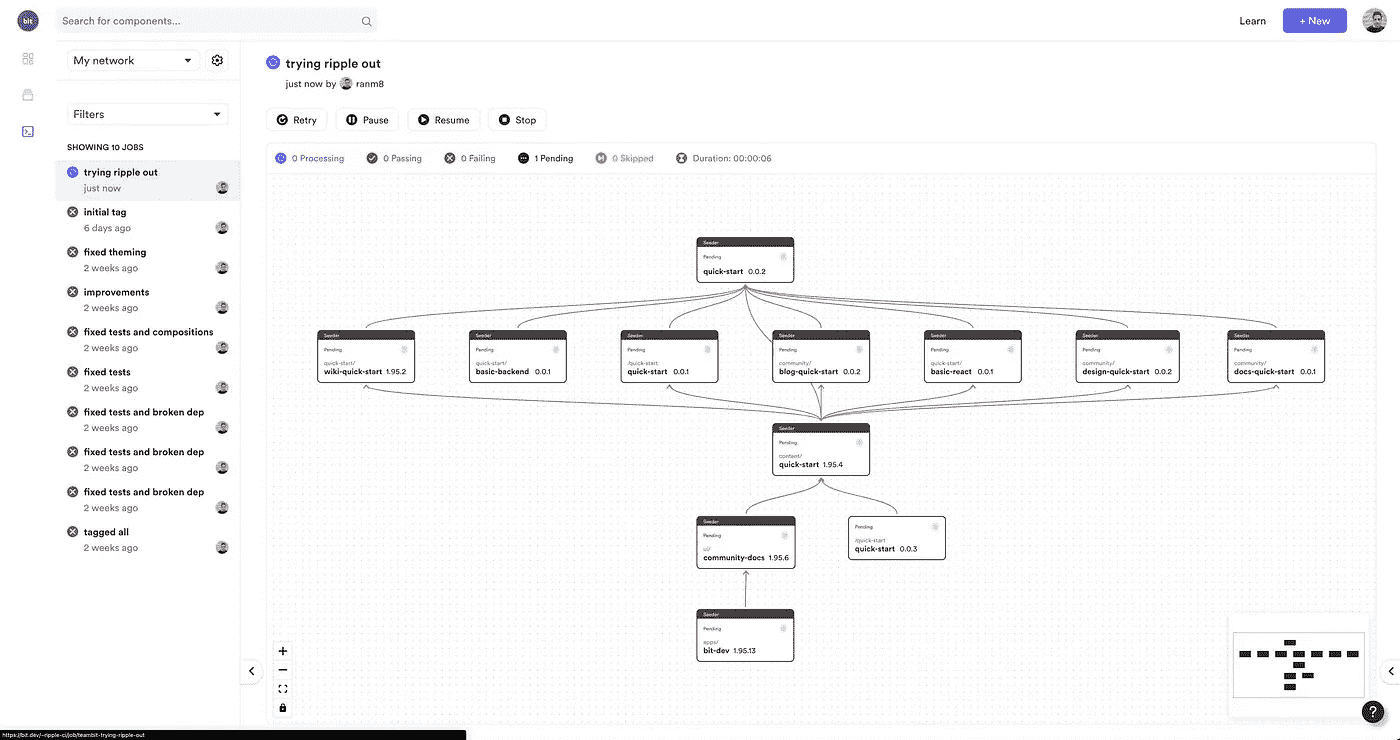 bit
Search for components...
Learn
+ New
My network
Filters
SHOWING 10 JOBS
trying ripple out
just now
initial tag
6 days ago
fixed theming
2 weeks ago
improvements
2 weeks ago
fixed tests and compositions
2 weeks ago
fixed tests
2 weeks ago
fixed tests and broken dep
2 weeks ago
fixed tests and broken dep
2 weeks ago
fixed tests and broken dep
2 weeks ago
tagged all
2 weeks ago
trying ripple out
just now by ranm8
Retry Pause Resume Stop
0 Processing 0 Passing 0 Failing 1 Pending 0 Skipped Duration: 00:00:06
Seeder
Pending
quick-start 0.0.2
Seeder
Pending
quick-start/
wiki-quick-start 1.95.2
Seeder
Pending
quick-start/
basic-backend 0.0.1
Seeder
Pending
/quick-start
quick-start 0.0.1
Seeder
Pending
community/
blog-quick-start 0.0.2
Seeder
Pending
quick-start/
basic-react 0.0.1
Seeder
Pending
community/
design-quick-start 0.0.2
Seeder
Pending
community/
docs-quick-start 0.0.1
Seeder
Pending
content/
quick-start 1.95.4
Seeder
Pending
ui/
community-docs 1.95.6
Pending
/quick-start
quick-start 0.0.3
Seeder
Pending
apps/
bit-dev 1.95.13
?
https://bit.dev/~ripple-ci/job/teambit-trying-ripple-out